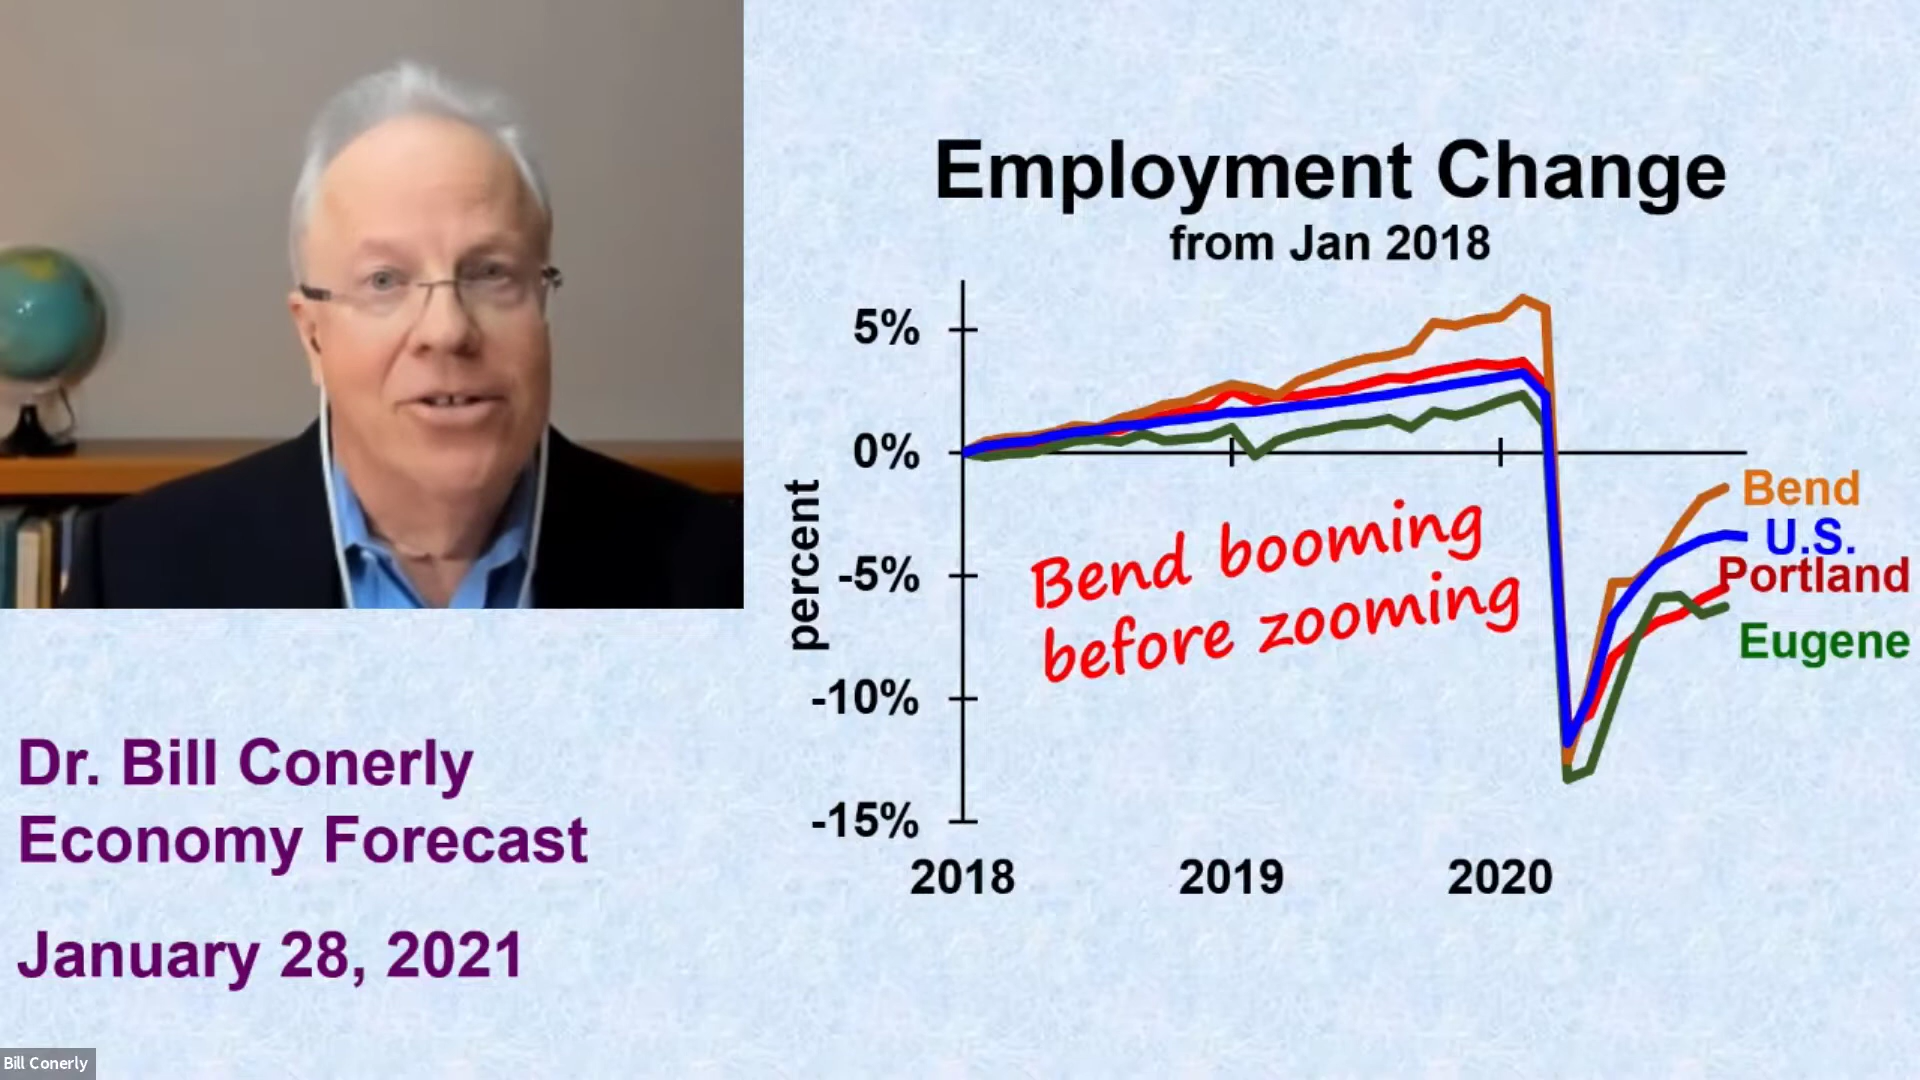 Employment Change
from Jan 2018
5%
0%
-5%
-10%
-15%
percent
2018
2019
2020
Bend
U.S.
Portland
Eugene
Bend booming
before zooming
Dr. Bill Conerly
Economy Forecast
January 28, 2021
Bill Conerly